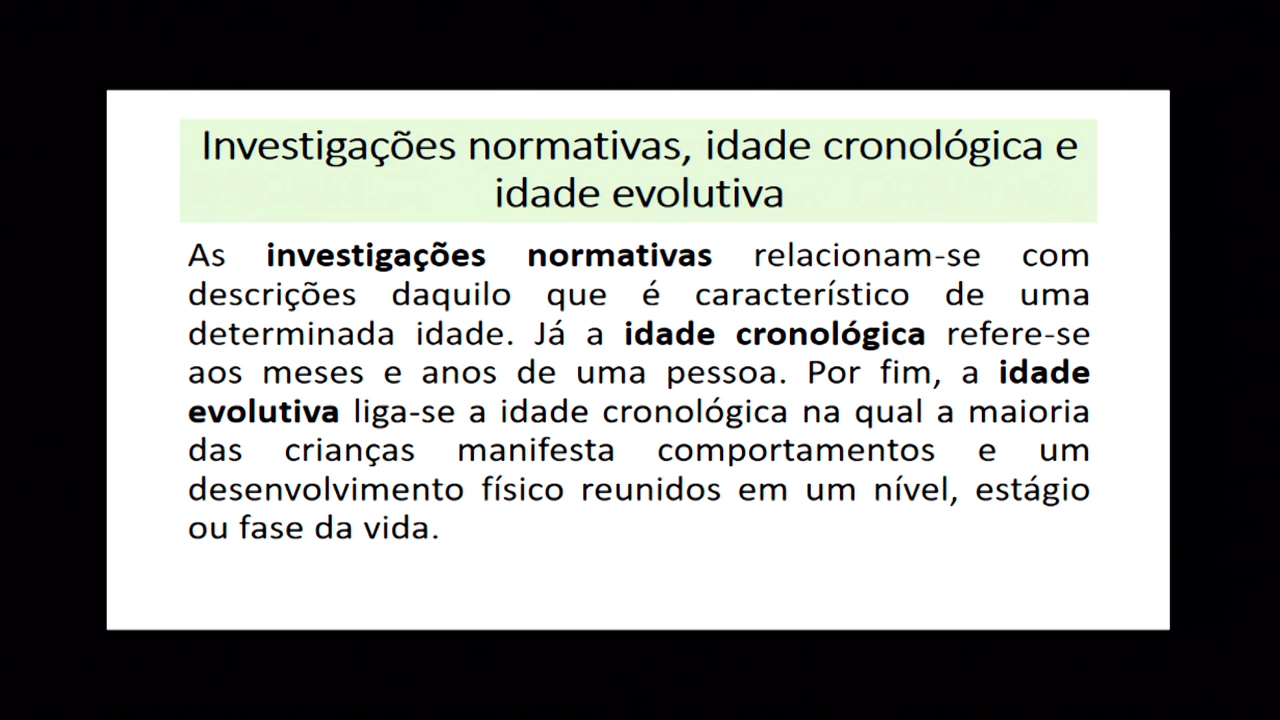 Investigações normativas, idade cronológica e
idade evolutiva
As investigações normativas relacionam-se com
descrições daquilo que é característico de uma
determinada idade. Já a idade cronológica refere-se
aos meses e anos de uma pessoa. Por fim, a idade
evolutiva liga-se a idade cronológica na qual a maioria
das crianças manifesta comportamentos e um
desenvolvimento físico reunidos em um nível, estágio
ou fase da vida.